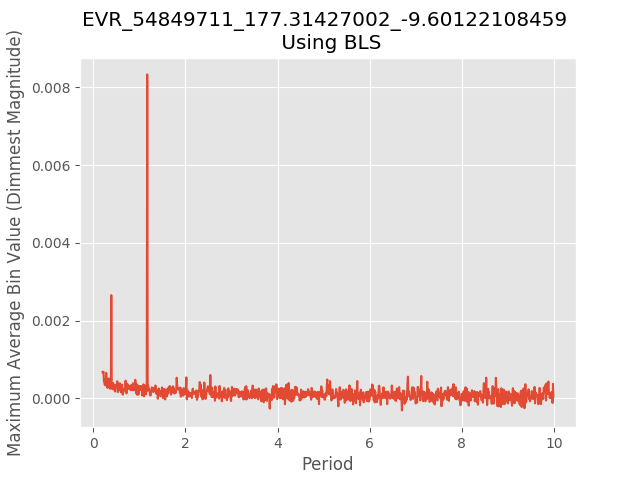 EVR_54849711_177.31427002_-9.60122108459
Using BLS
Maximum Average Bin Value (Dimmest Magnitude)
0.008
0.006
0.004
0.002
0.000
0
2
4
6
8
10
Period